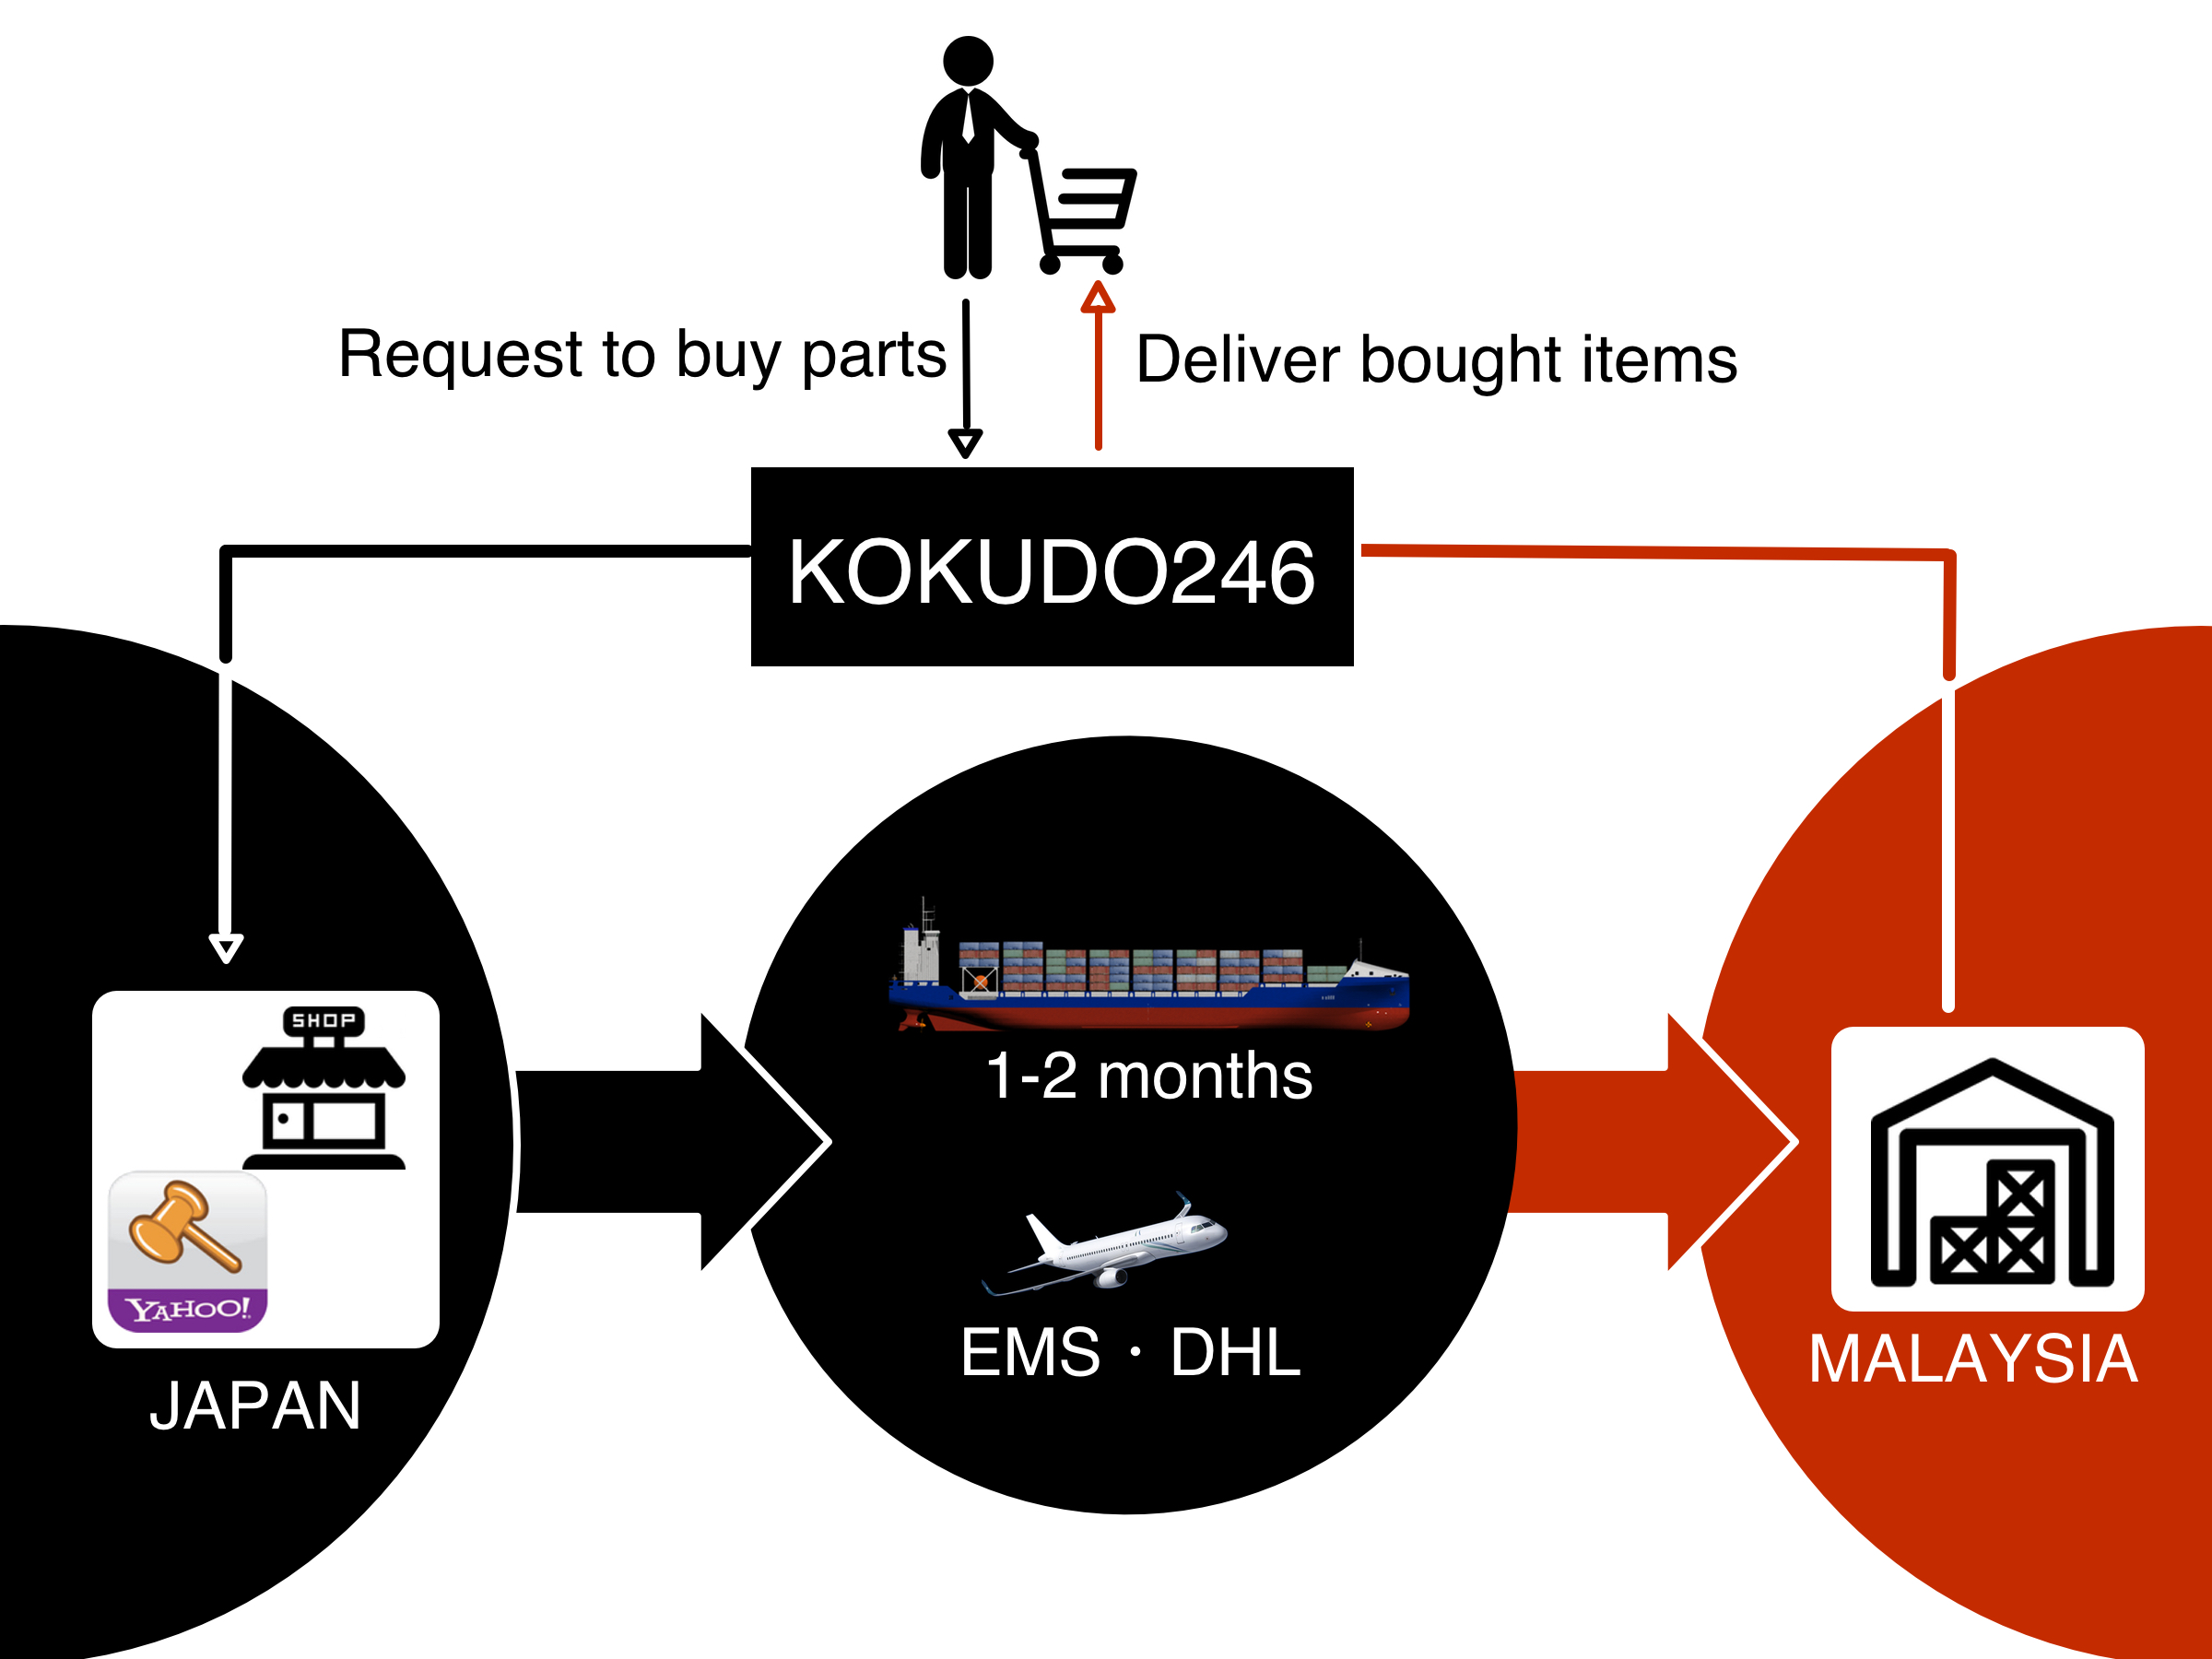 Request to buy parts
Deliver bought items
KOKUDO246
SHOP
YAHOO!
JAPAN
1-2 months
EMS・DHL
MALAYSIA